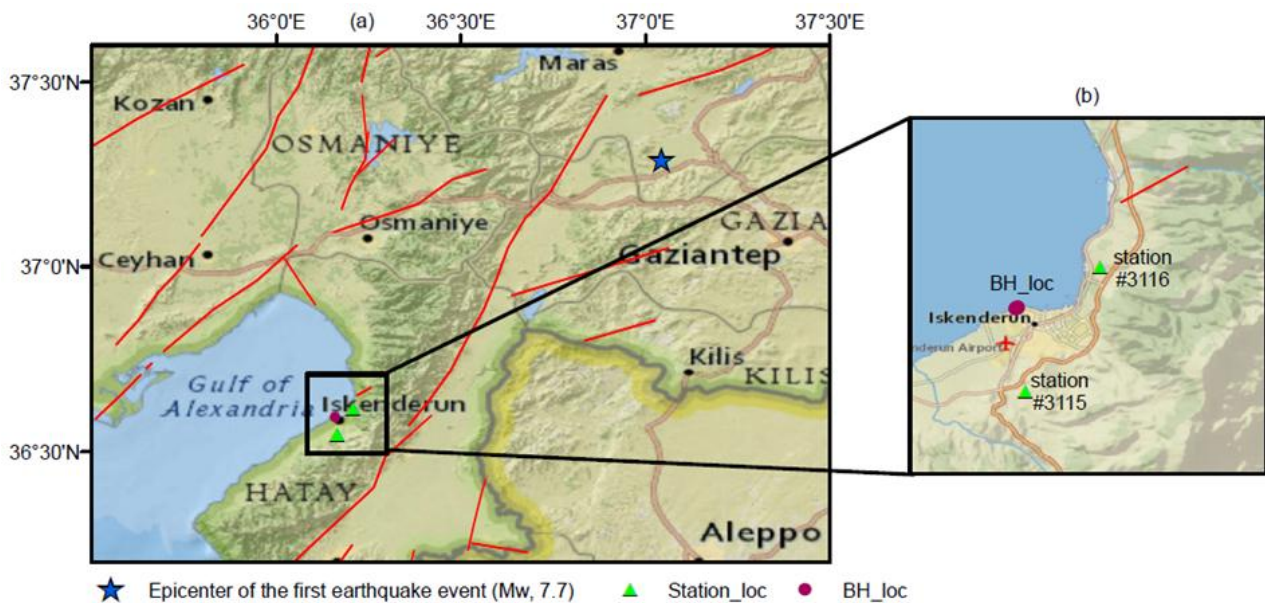 36°0'E
(a)
36°30'E
37°0'E
37°30'E
37°30'N
37°0'N
36°30'N
Maras
Kozan
OSMANIYE
Osmaniye
Ceyhan
GAZIA
Gaziantep
Kilis
KILIS
Gulf of
Alexandria
Iskenderun
HATAY
Aleppo
(b)
station
#3116
BH_loc
Iskenderun
enderun Airport
station
#3115
Epicenter of the first earthquake event (Mw, 7.7)
Station_loc
BH_loc